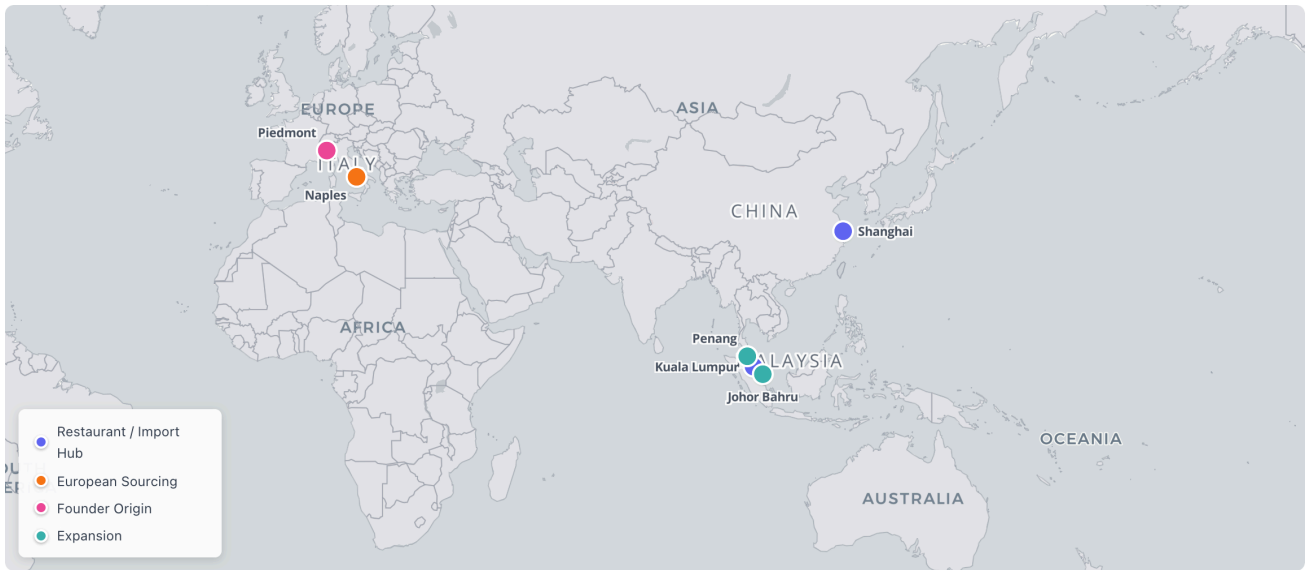 EUROPE
ASIA
Piedmont
ITALY
Naples
CHINA
Shanghai
AFRICA
Penang
ALAYSIA
Kuala Lumpur
Johor Bahru
OCEANIA
AUSTRALIA
Restaurant / Import
Hub
European Sourcing
Founder Origin
Expansion